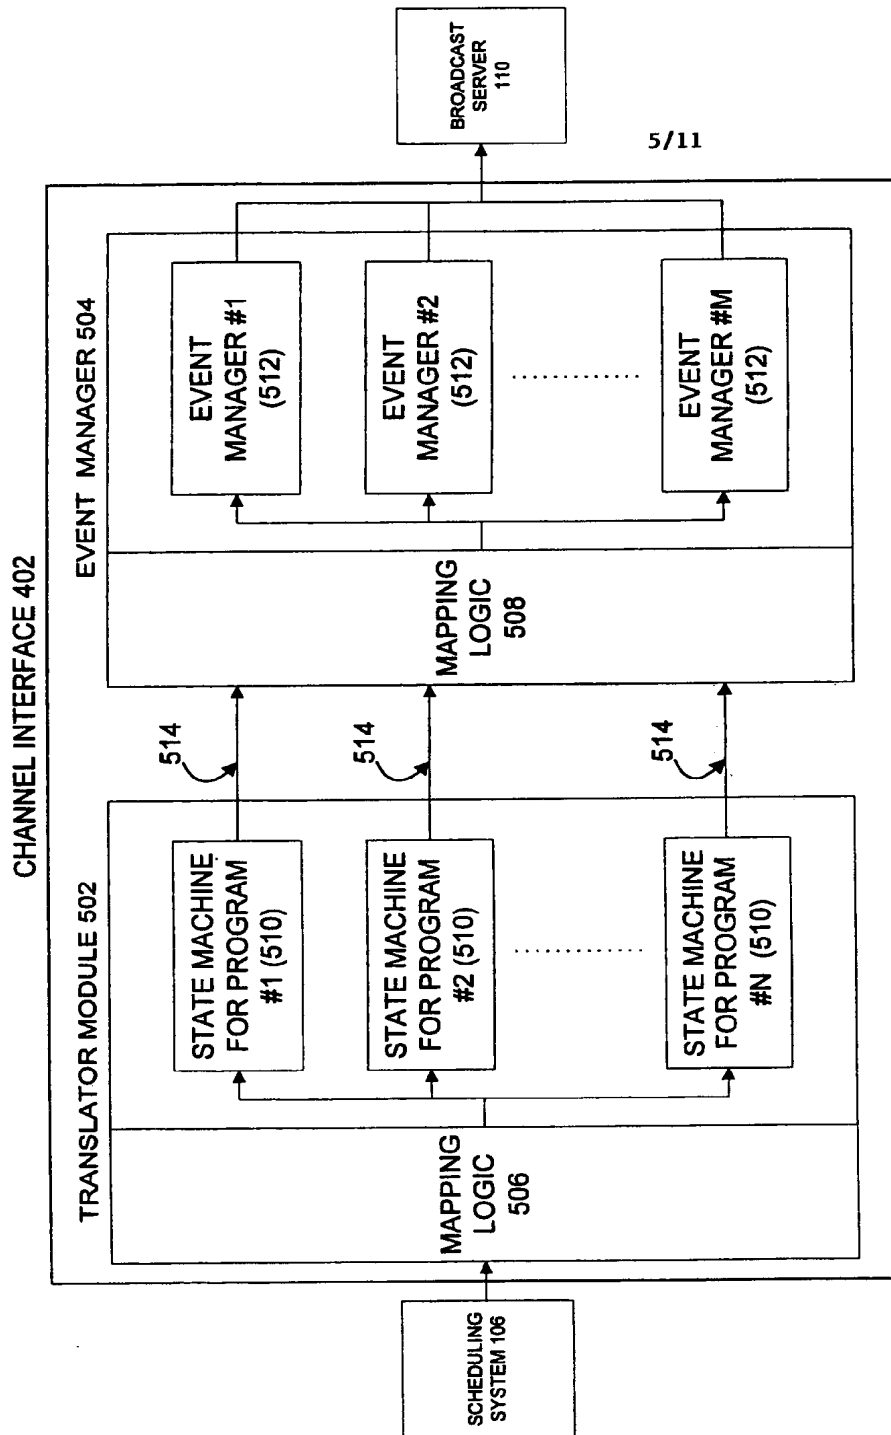 5/11
CHANNEL INTERFACE 402
TRANSLATOR MODULE 502
EVENT MANAGER 504
SCHEDULING
SYSTEM 106
MAPPING
LOGIC
506
STATE MACHINE
FOR PROGRAM
#1 (510)
STATE MACHINE
FOR PROGRAM
#2 (510)
STATE MACHINE
FOR PROGRAM
#N (510)
514
514
514
MAPPING
LOGIC
508
EVENT
MANAGER #1
(512)
EVENT
MANAGER #2
(512)
EVENT
MANAGER #M
(512)
BROADCAST
SERVER
110